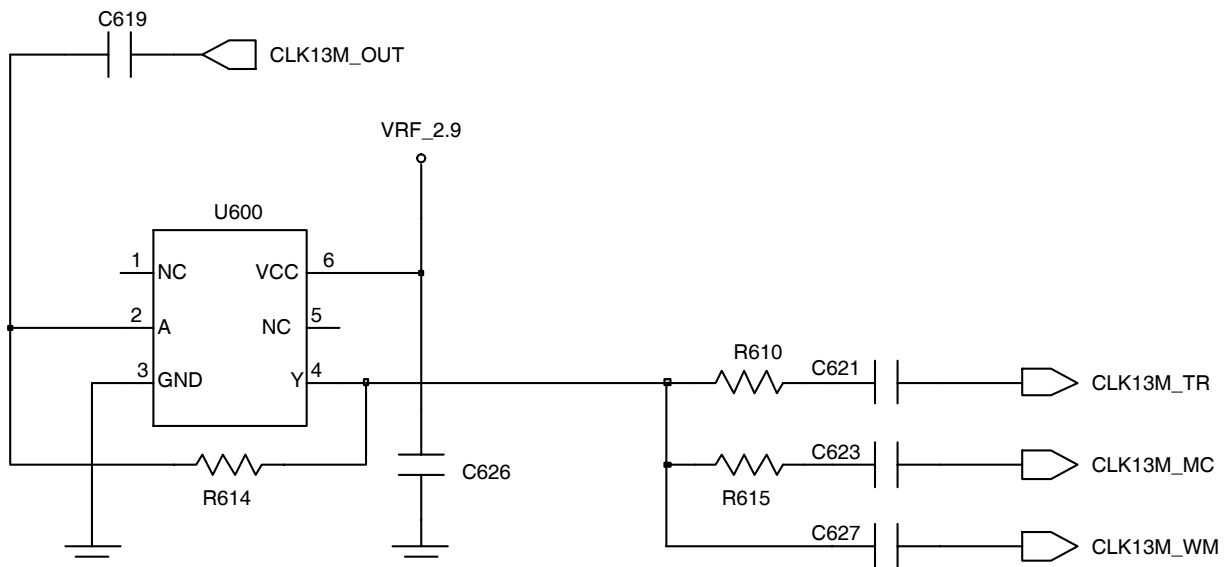 C619
CLK13M_OUT
VRF_2.9
U600
1 NC VCC 6
2 A NC 5
3 GND Y 4
R614
C626
R610
C621
CLK13M_TR
C623
R615
CLK13M_MC
C627
CLK13M_WM